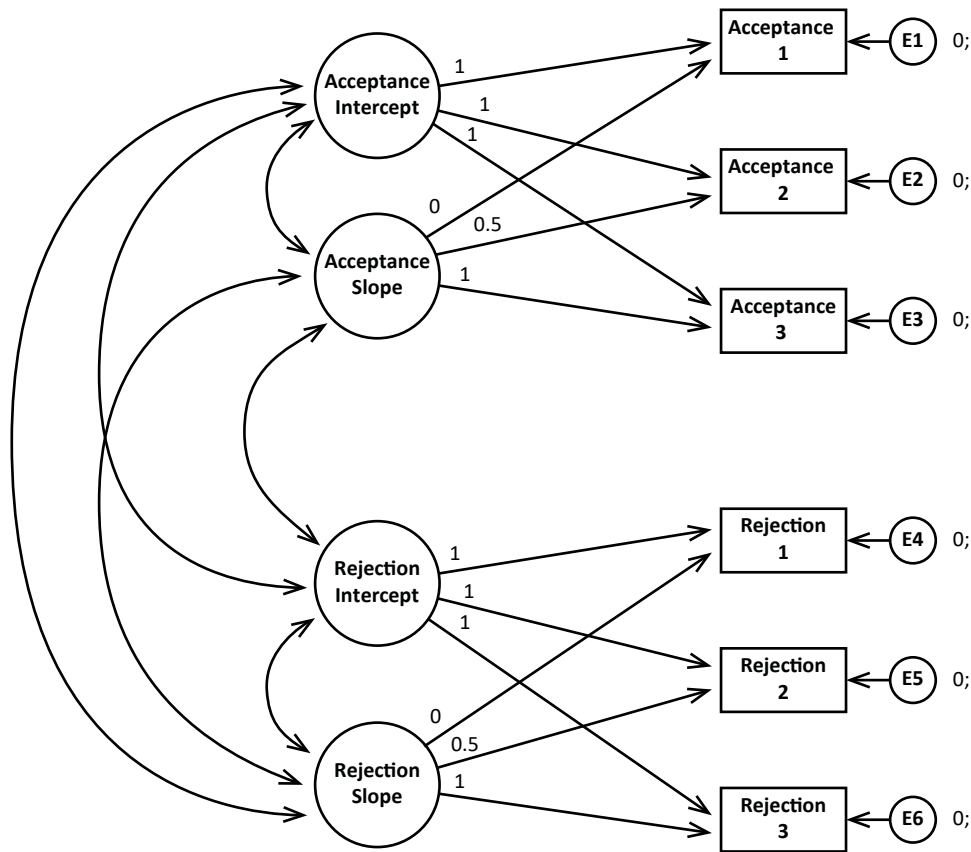 Acceptance
1
E1 0;
Acceptance
Intercept
1
1
1
Acceptance
2
E2 0;
Acceptance
Slope
0
0.5
1
Acceptance
3
E3 0;
Rejection
1
E4 0;
Rejection
Intercept
1
1
1
Rejection
2
E5 0;
Rejection
Slope
0
0.5
1
Rejection
3
E6 0;